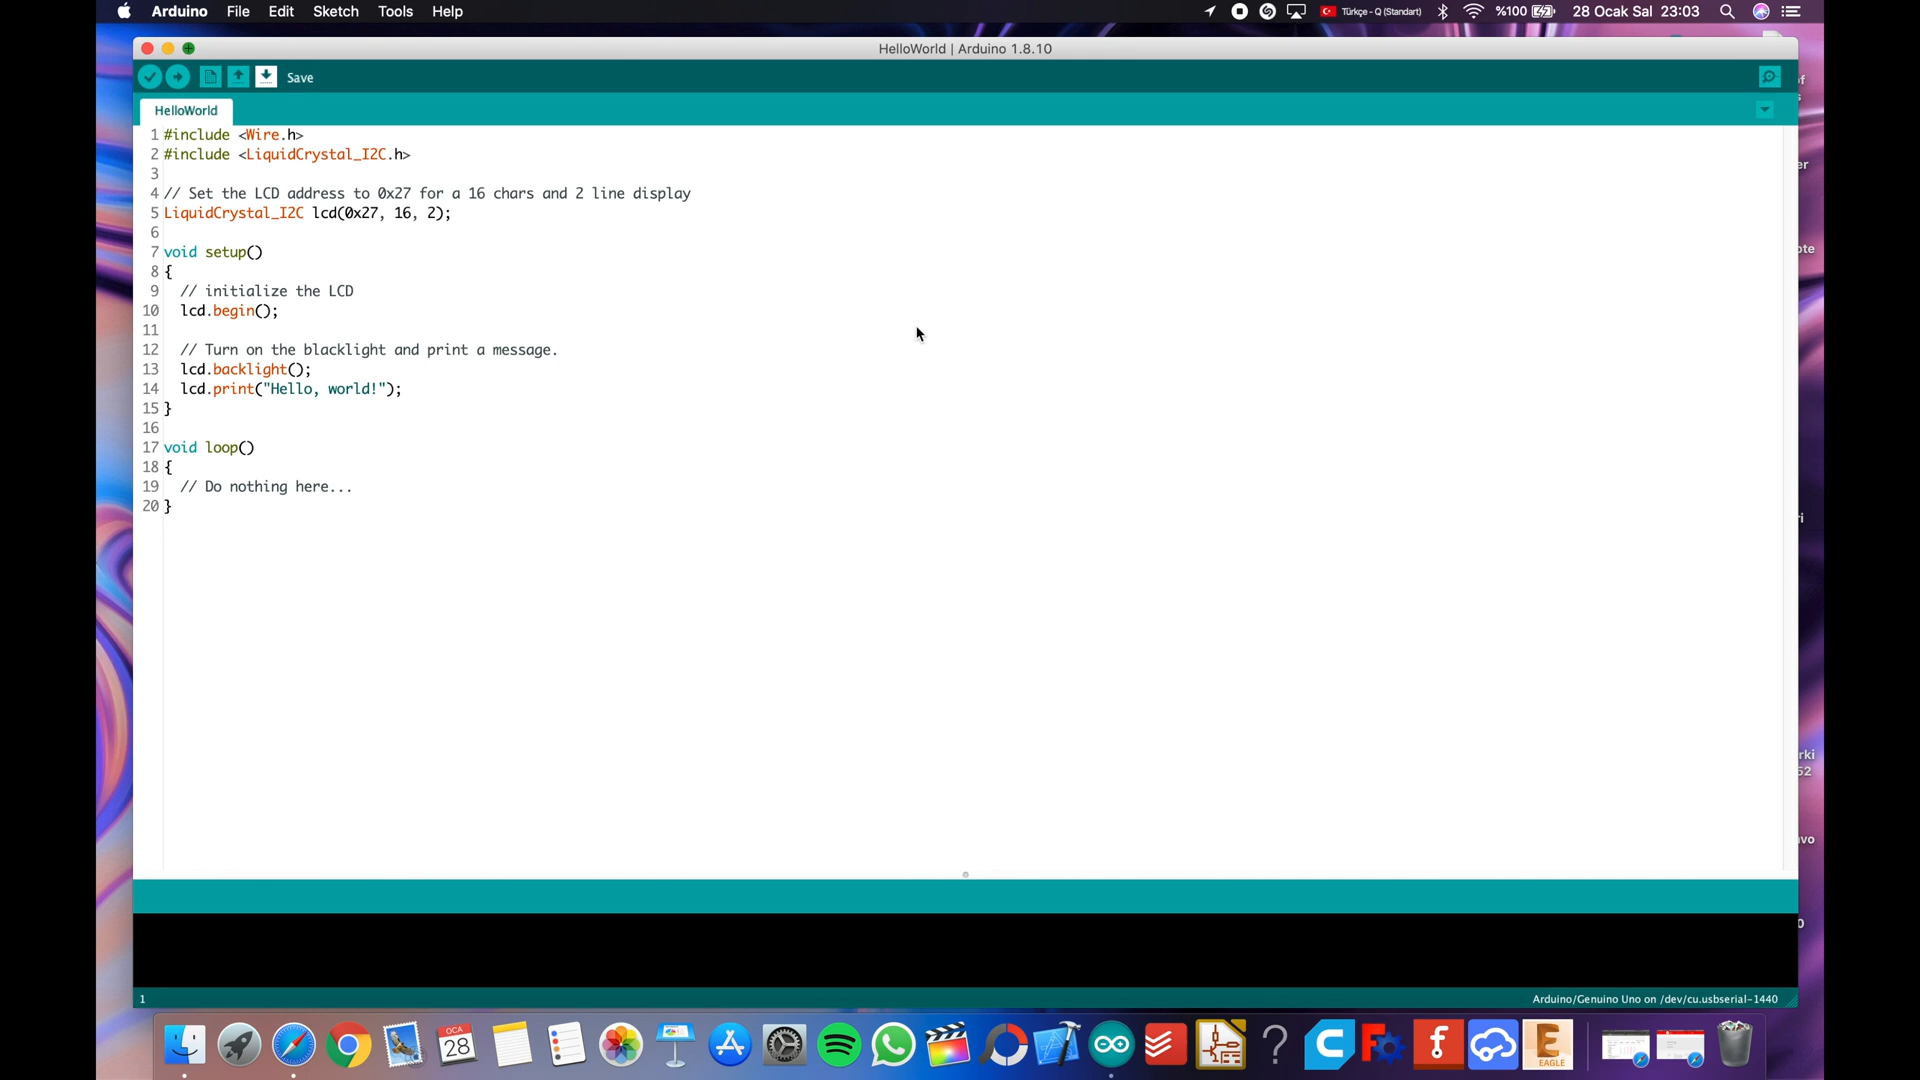 Arduino File Edit Sketch Tools Help Türkçe - Q (Standart) %100 28 Ocak Sal 23:03
HelloWorld | Arduino 1.8.10
Save
HelloWorld
1 #include <Wire.h>
2 #include <LiquidCrystal_I2C.h>
3
4 // Set the LCD address to 0x27 for a 16 chars and 2 line display
5 LiquidCrystal_I2C lcd(0x27, 16, 2);
6
7 void setup()
8 {
9 // initialize the LCD
10 lcd.begin();
11
12 // Turn on the blacklight and print a message.
13 lcd.backlight();
14 lcd.print("Hello, world!");
15 }
16
17 void loop()
18 {
19 // Do nothing here...
20 }
1 Arduino/Genuino Uno on /dev/cu.usbserial-1440
OCA
28
EAGLE